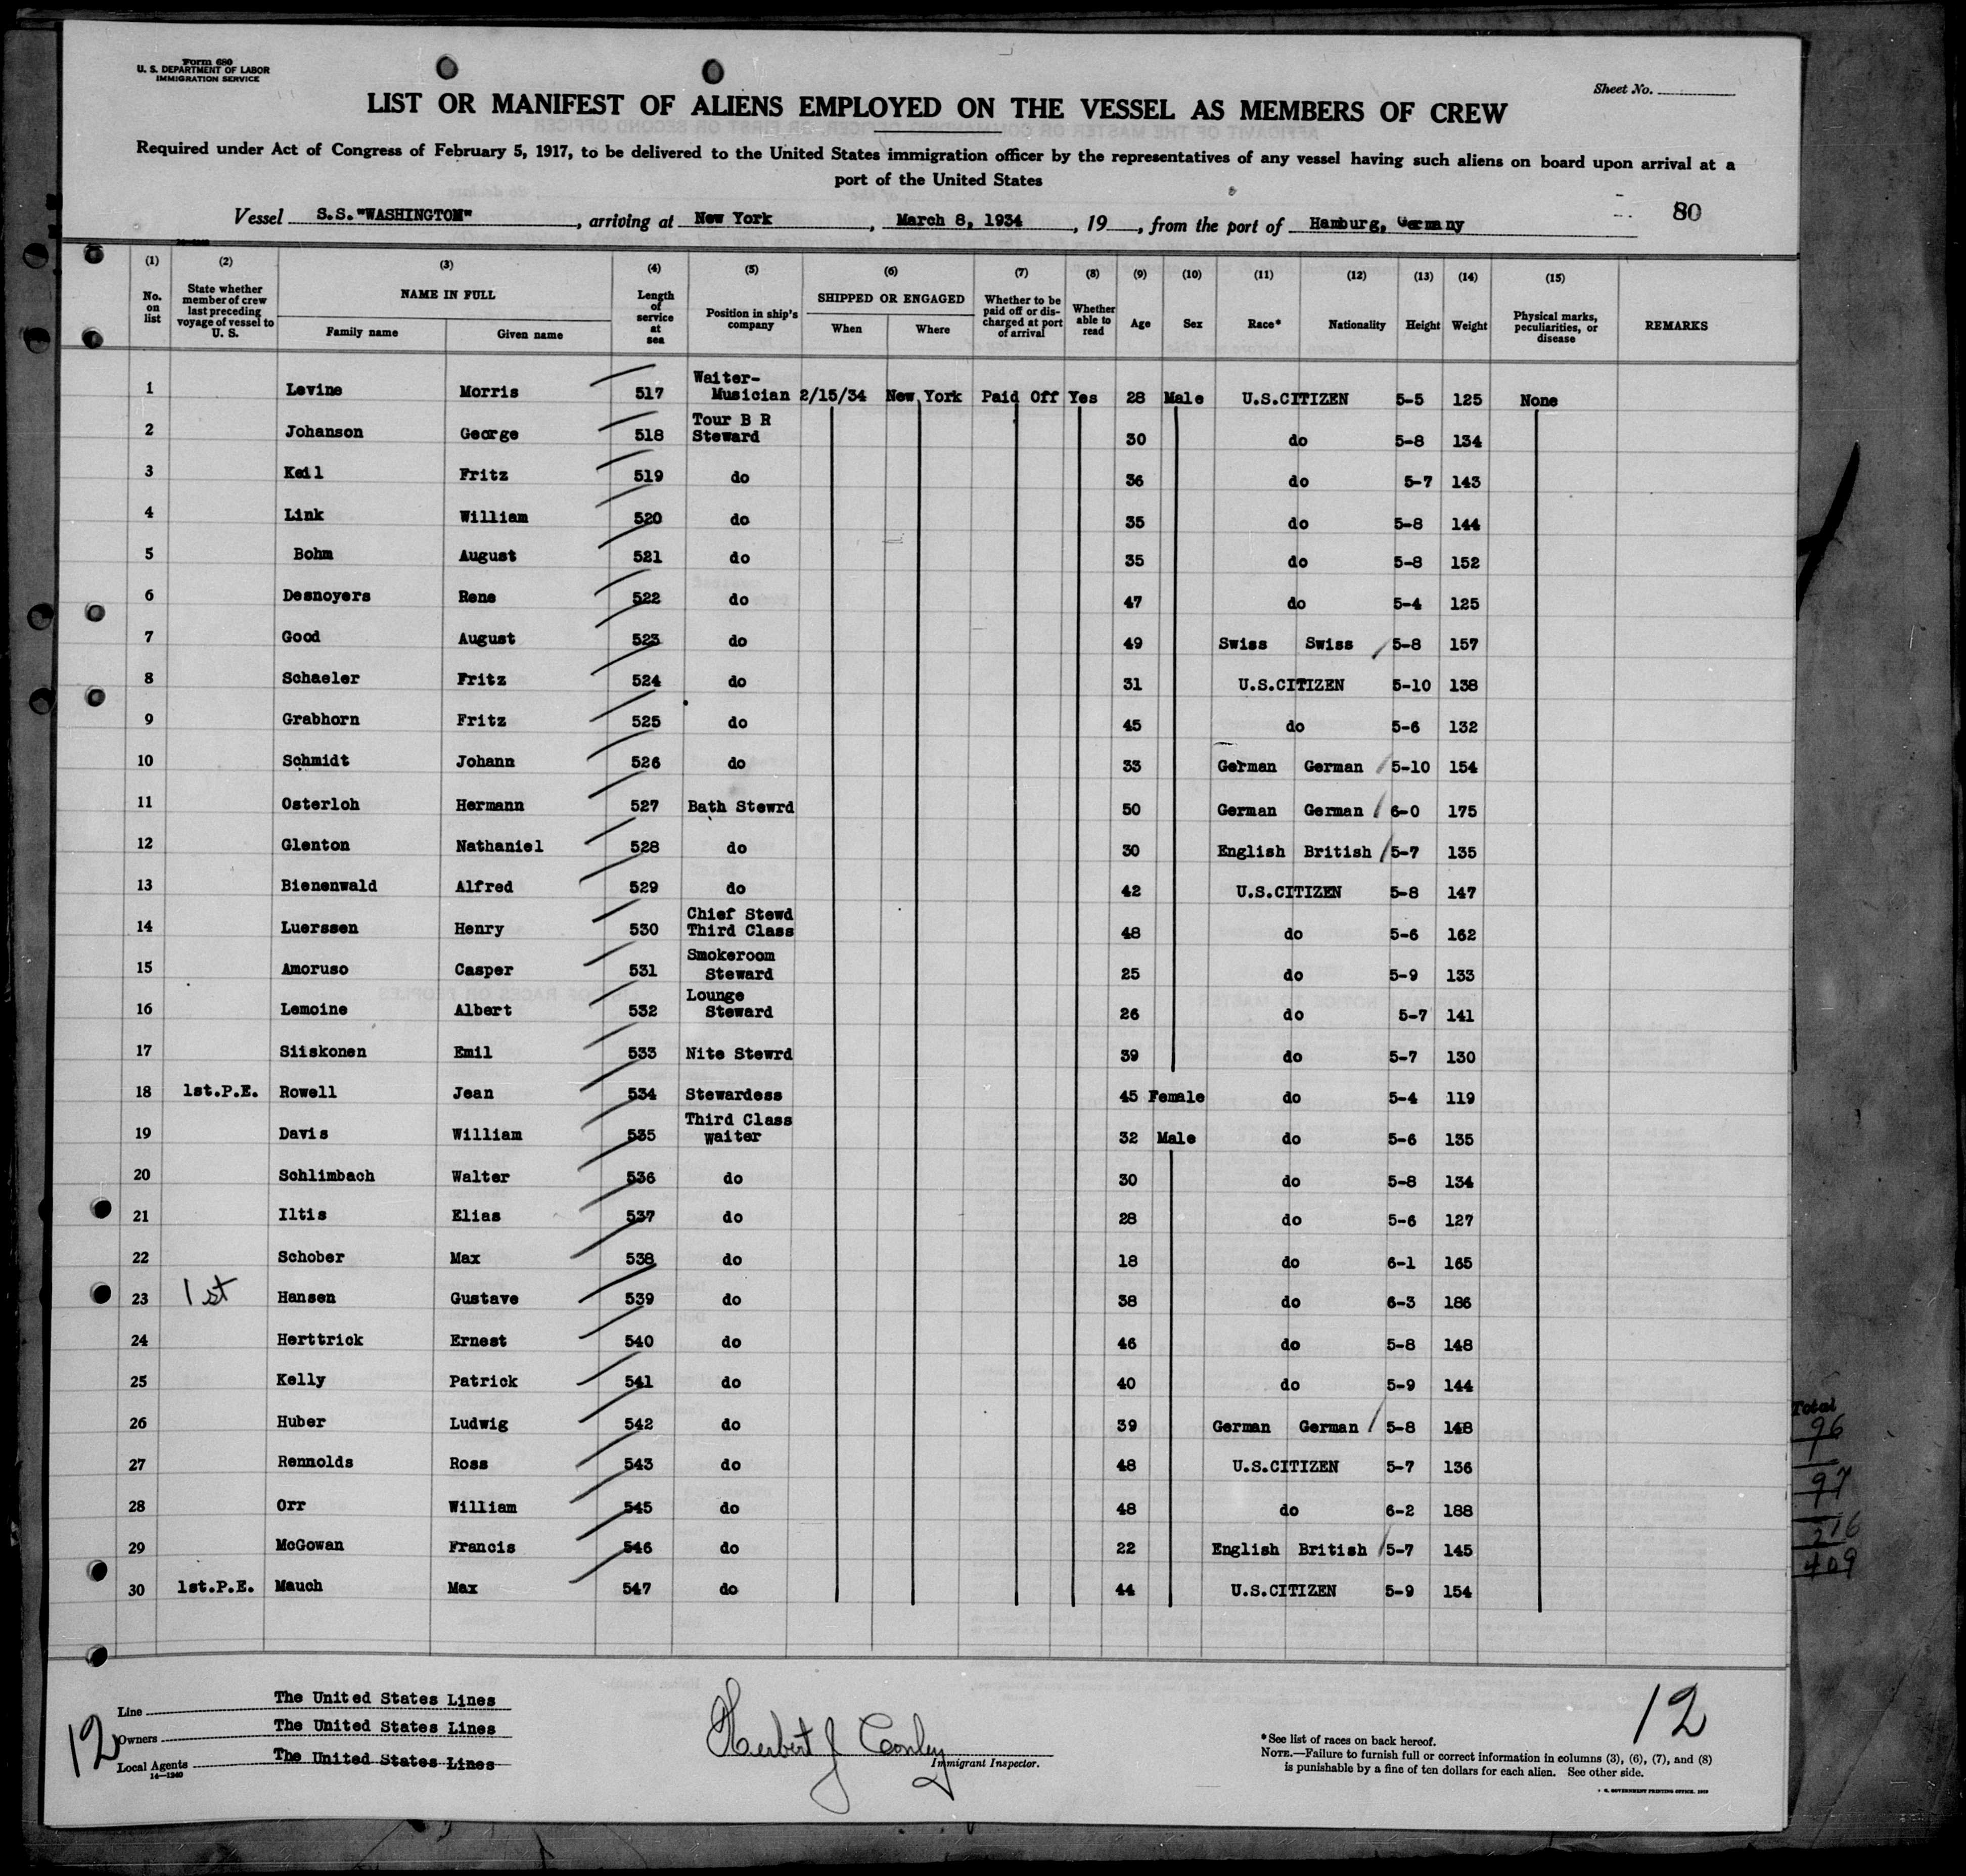 Form 680
U. S. DEPARTMENT OF LABOR
IMMIGRATION SERVICE
Sheet No.
LIST OR MANIFEST OF ALIENS EMPLOYED ON THE VESSEL AS MEMBERS OF CREW
Required under Act of Congress of February 5, 1917, to be delivered to the United States immigration officer by the representatives of any vessel having such aliens on board upon arrival at a
port of the United States
Vessel S.S."WASHINGTON", arriving at New York, March 8, 1934, 19 , from the port of Hamburg, Germany 80
(1) (2) (3) (4) (5) (6) (7) (8) (9) (10) (11) (12) (13) (14) (15)
No. on list State whether member of crew last preceding voyage of vessel to U. S. NAME IN FULL Family name Given name Length of service at sea Position in ship's company SHIPPED OR ENGAGED When Where Whether to be paid off or discharged at port of arrival Whether able to read Age Sex Race* Nationality Height Weight Physical marks, peculiarities, or disease REMARKS
1 Levine Morris 517 Waiter-Musician 2/15/34 New York Paid Off Yes 28 Male U.S.CITIZEN 5-5 125 None
2 Johanson George 518 Tour B R Steward 30 do 5-8 134
3 Keil Fritz 519 do 36 do 5-7 143
4 Link William 520 do 35 do 5-8 144
5 Bohm August 521 do 35 do 5-8 152
6 Desnoyers Rene 522 do 47 do 5-4 125
7 Good August 523 do 49 Swiss Swiss 5-8 157
8 Schaeler Fritz 524 do 31 U.S.CITIZEN 5-10 138
9 Grabhorn Fritz 525 do 45 do 5-6 132
10 Schmidt Johann 526 do 33 German German 5-10 154
11 Osterloh Hermann 527 Bath Stewrd 50 German German 6-0 175
12 Glenton Nathaniel 528 do 30 English British 5-7 135
13 Bienenwald Alfred 529 do 42 U.S.CITIZEN 5-8 147
14 Luerssen Henry 530 Chief Stewd Third Class 48 do 5-6 162
15 Amoruso Casper 531 Smokeroom Steward 25 do 5-9 133
16 Lemoine Albert 532 Lounge Steward 26 do 5-7 141
17 Siiskonen Emil 533 Nite Stewrd 39 do 5-7 130
18 1st.P.E. Rowell Jean 534 Stewardess 45 Female do 5-4 119
19 Davis William 535 Third Class waiter 32 Male do 5-6 135
20 Schlimbach Walter 536 do 30 do 5-8 134
21 Iltis Elias 537 do 28 do 5-6 127
22 Schober Max 538 do 18 do 6-1 165
23 1st Hansen Gustave 539 do 38 do 6-3 186
24 Herttrick Ernest 540 do 46 do 5-8 148
25 Kelly Patrick 541 do 40 do 5-9 144
26 Huber Ludwig 542 do 39 German German 5-8 148
27 Rennolds Ross 543 do 48 U.S.CITIZEN 5-7 136
28 Orr William 545 do 48 do 6-2 188
29 McGowan Francis 546 do 22 English British 5-7 145
30 1st.P.E. Mauch Max 547 do 44 U.S.CITIZEN 5-9 154
Total
96
1
97
216
409
Line The United States Lines
Owners The United States Lines
Local Agents The United States Lines
14—1240
12
Herbert J Conley
Immigrant Inspector.
12
*See list of races on back hereof.
NOTE.—Failure to furnish full or correct information in columns (3), (6), (7), and (8)
is punishable by a fine of ten dollars for each alien. See other side.
GOVERNMENT PRINTING OFFICE